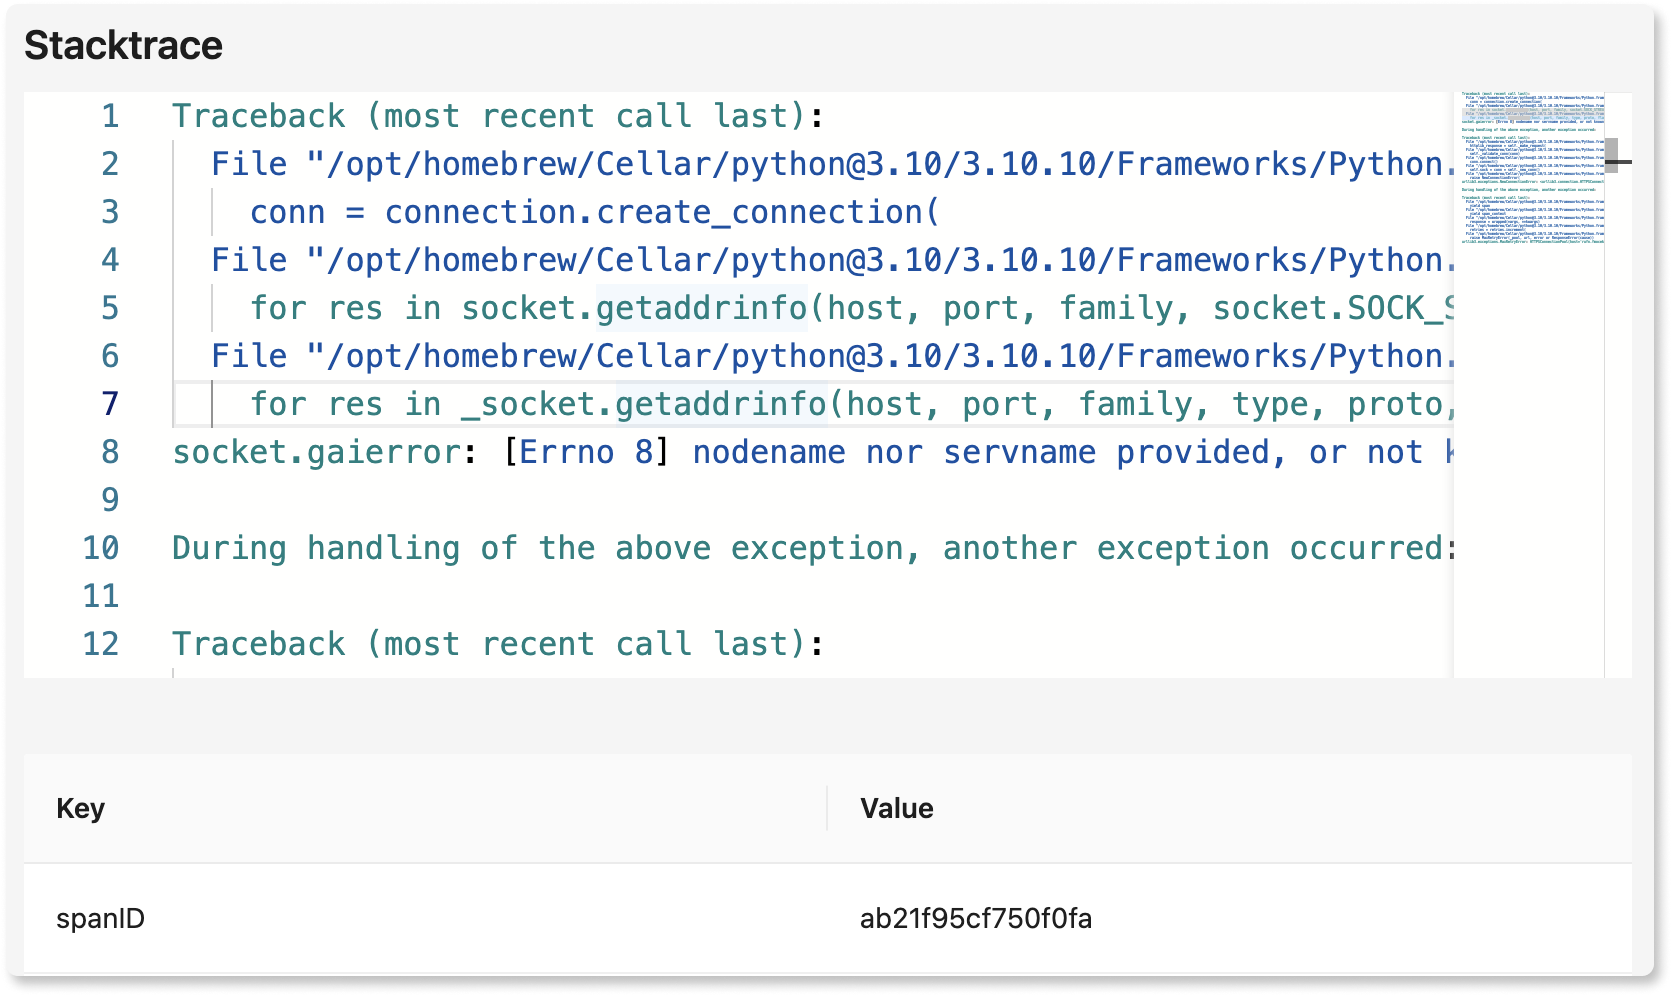 Stacktrace
1 Traceback (most recent call last):
2 File "/opt/homebrew/Cellar/python@3.10/3.10.10/Frameworks/Python.
3 conn = connection.create_connection(
4 File "/opt/homebrew/Cellar/python@3.10/3.10.10/Frameworks/Python.
5 for res in socket.getaddrinfo(host, port, family, socket.SOCK_S
6 File "/opt/homebrew/Cellar/python@3.10/3.10.10/Frameworks/Python.
7 for res in _socket.getaddrinfo(host, port, family, type, proto,
8 socket.gaierror: [Errno 8] nodename nor servname provided, or not k
9
10 During handling of the above exception, another exception occurred:
11
12 Traceback (most recent call last):
Key Value
spanID ab21f95cf750f0fa